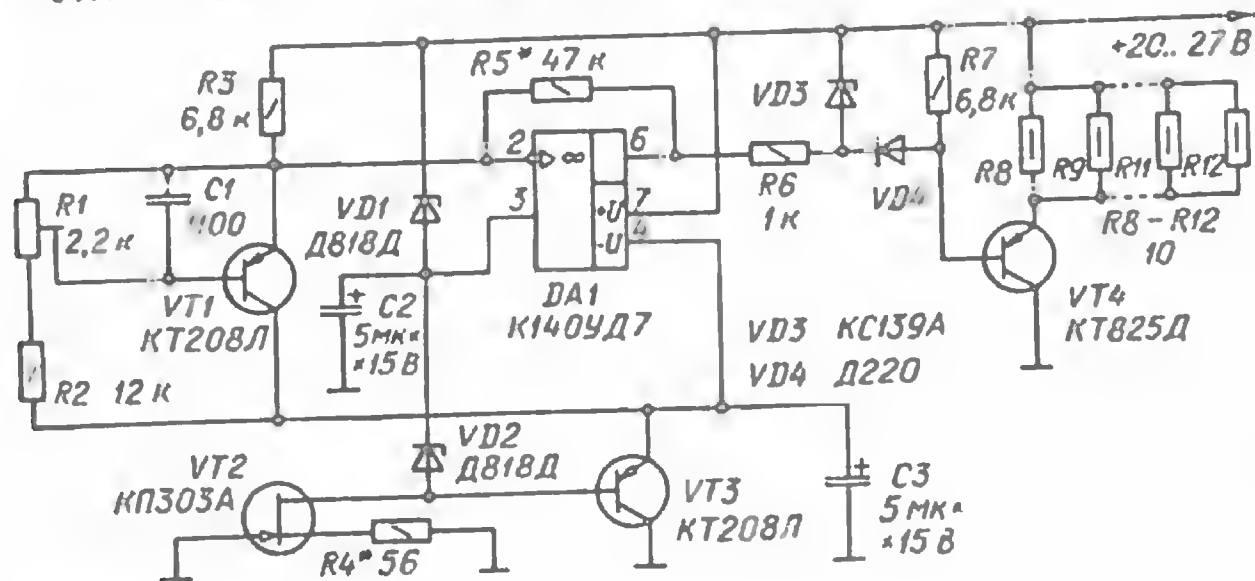 R3
6,8 к
R5* 47 к
VD3
R7
6,8 к
+20.. 27 В
R1
2,2 к
C1
VD1
Д818Д
2
3
∞
6
7
4
+U
-U
R6
1 к
VD4
R8
R9
R11
R12
R8 – R12
10
VT1
КТ208Л
C2
5 мк ×
×15 В
+
DA1
К140УД7
VT4
КТ825Д
VD3 КС139А
VD4 Д220
R2 12 к
VT2
КП303А
VD2
Д818Д
VT3
КТ208Л
+
C3
5 мк ×
×15 В
R4* 56